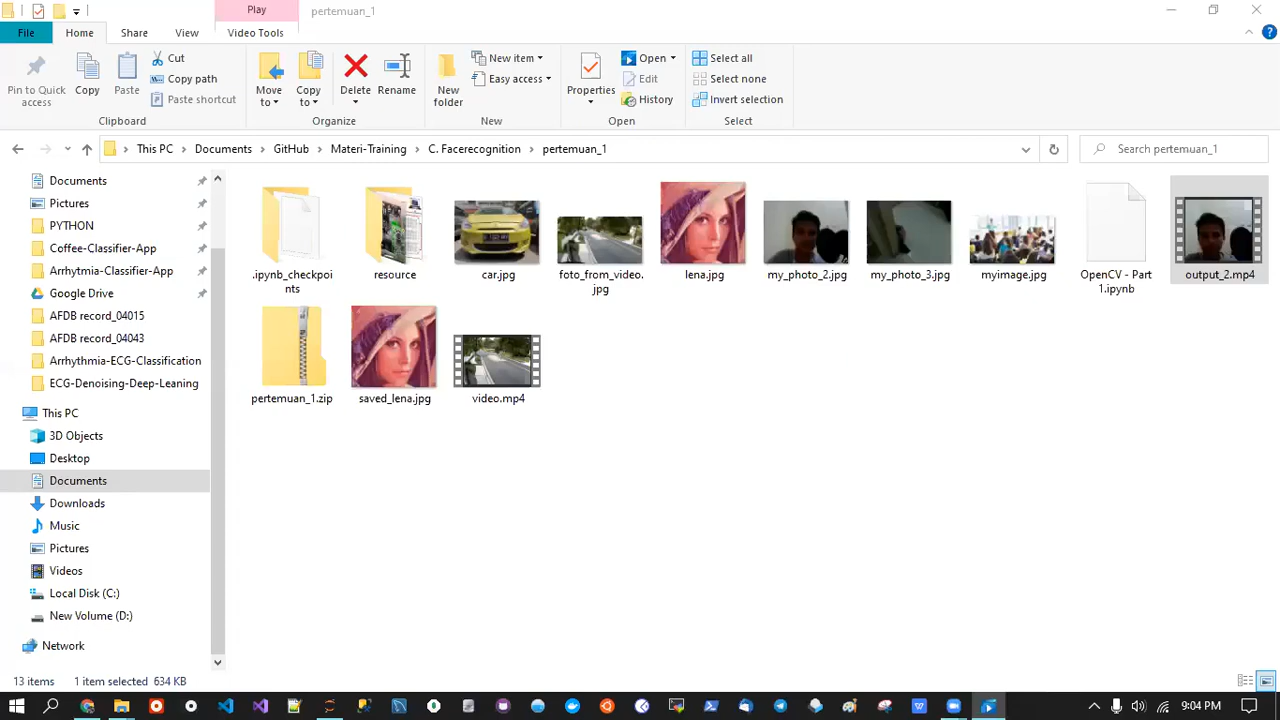 Play
pertemuan_1
File
Home
Share
View
Video Tools
Pin to Quick
access
Copy
Paste
Cut
Copy path
Paste shortcut
Clipboard
Move
to
Copy
to
Delete
Rename
Organize
New
folder
New item
Easy access
New
Properties
Open
Edit
History
Open
Select all
Select none
Invert selection
Select
This PC
Documents
GitHub
Materi-Training
C. Facerecognition
pertemuan_1
Search pertemuan_1
Documents
Pictures
PYTHON
Coffee-Classifier-App
Arrhytmia-Classifier-App
Google Drive
AFDB record_04015
AFDB record_04043
Arrhythmia-ECG-Classification
ECG-Denoising-Deep-Leaning
This PC
3D Objects
Desktop
Documents
Downloads
Music
Pictures
Videos
Local Disk (C:)
New Volume (D:)
Network
.ipynb_checkpoi
nts
resource
car.jpg
foto_from_video.
jpg
lena.jpg
my_photo_2.jpg
my_photo_3.jpg
myimage.jpg
OpenCV - Part
1.ipynb
output_2.mp4
pertemuan_1.zip
saved_lena.jpg
video.mp4
13 items
1 item selected 634 KB
9:04 PM